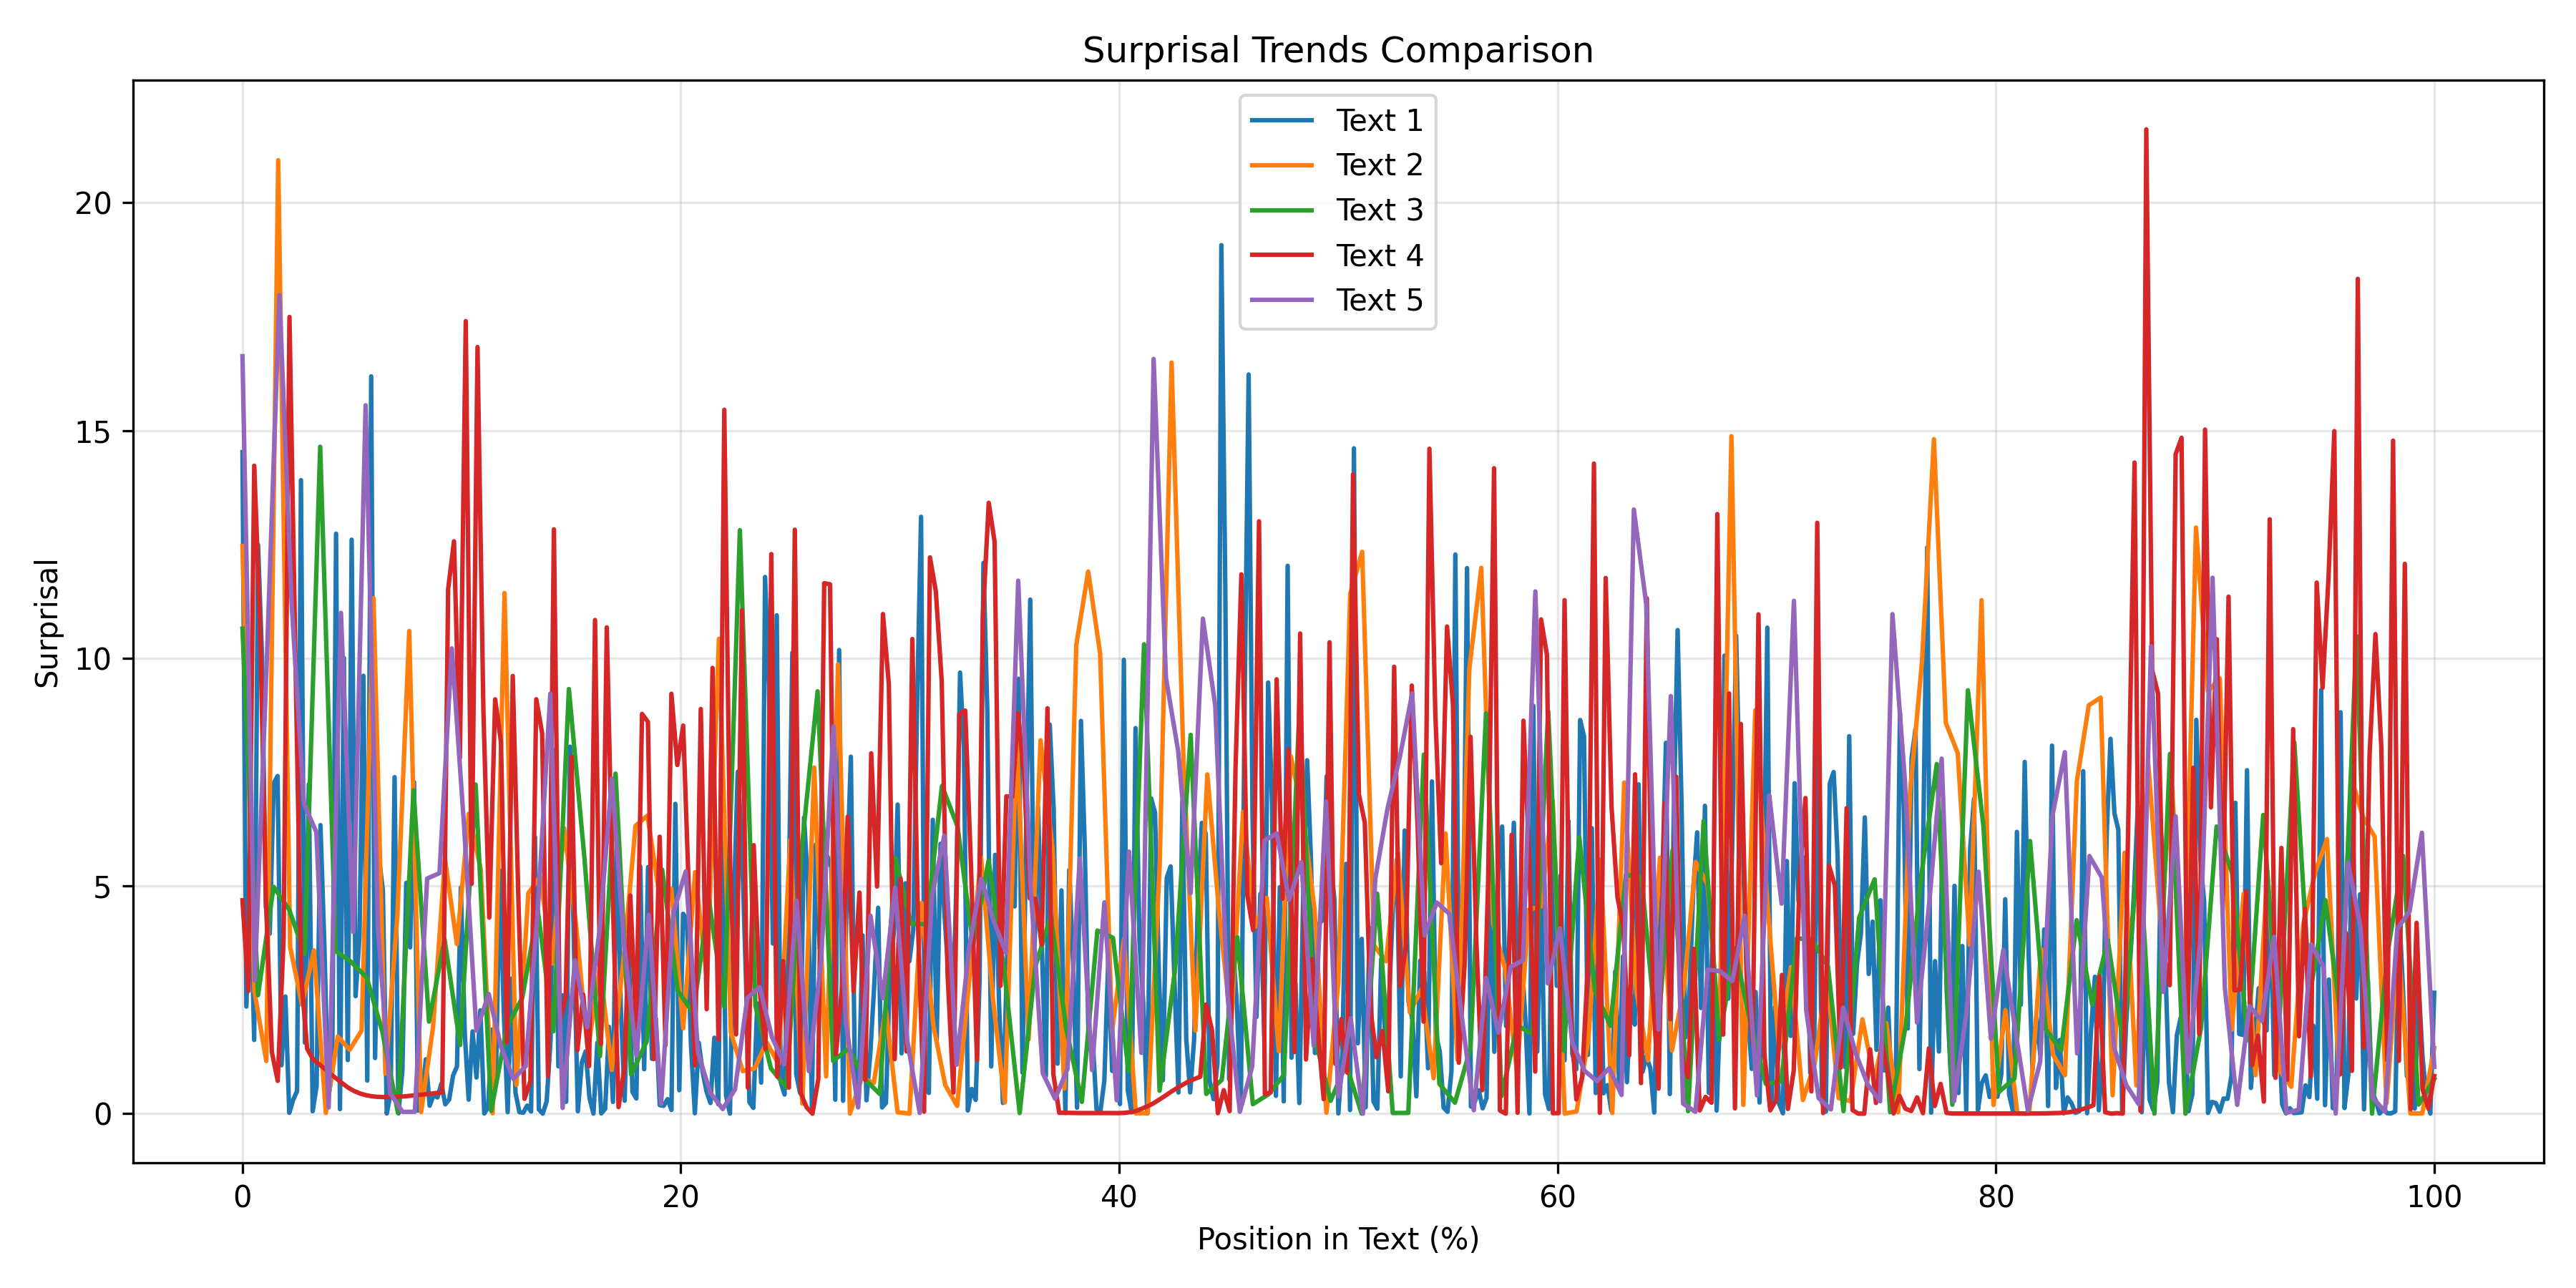 Surprisal Trends Comparison
Text 1
Text 2
Text 3
Text 4
Text 5
Surprisal
20
15
10
5
0
0 20 40 60 80 100
Position in Text (%)